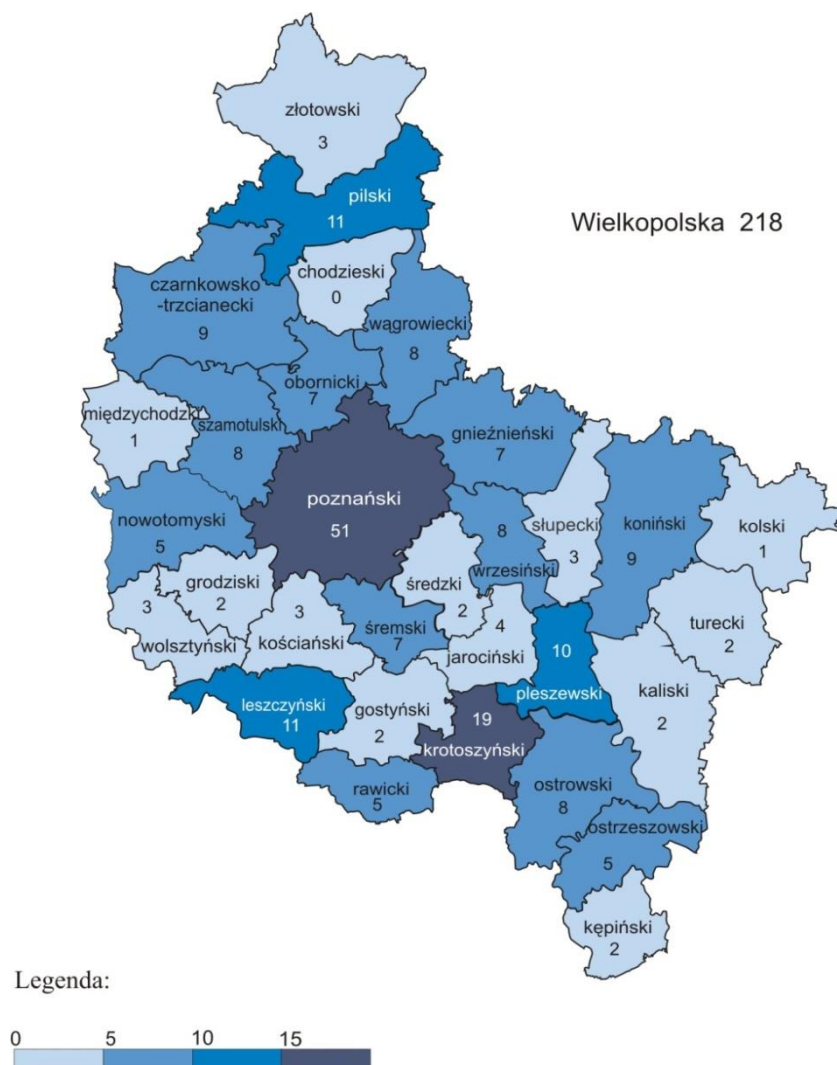 złotowski
3
pilski
11
Wielkopolska 218
chodzieski
0
czarnkowsko
-trzcianecki
9
wągrowiecki
8
obornicki
7
międzychodzki
1
szamotulski
8
gnieźnieński
7
poznański
51
nowotomyski
5
8
wrzesiński
słupecki
3
koniński
9
kolski
1
grodziski
2
średzki
2
3
wolsztyński
3
kościański
śremski
7
4
jarociński
10
pleszewski
turecki
2
kaliski
2
leszczyński
11
gostyński
2
19
krotoszyński
rawicki
5
ostrowski
8
ostrzeszowski
5
kępiński
2
Legenda:
0 5 10 15